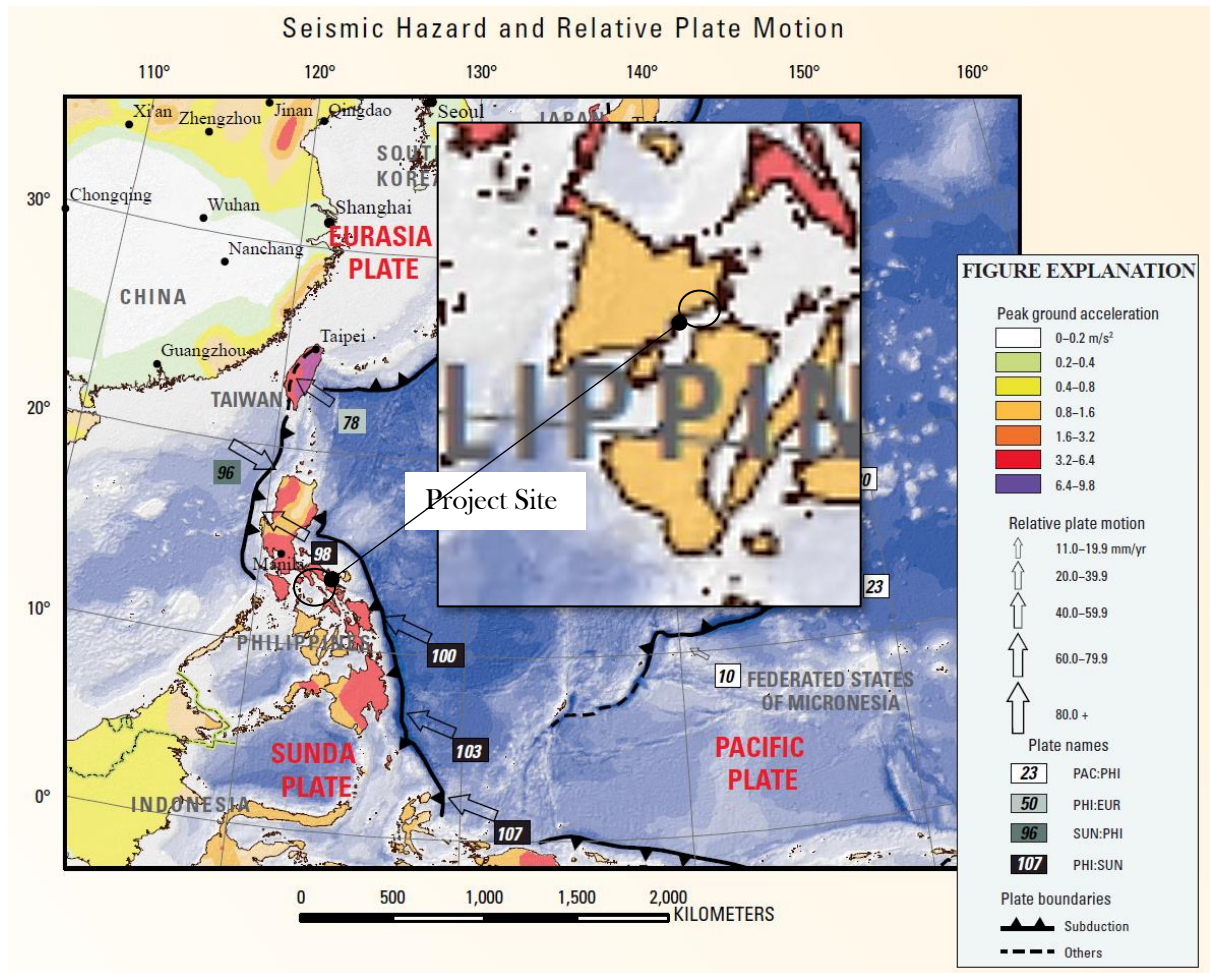 Seismic Hazard and Relative Plate Motion
110° 120° 130° 140° 150° 160°
30°
20°
10°
0°
Xi'an
Zhengzhou
Jinan
Qingdao
Seoul
JAPAN
SOUT
KORE
Chongqing
Wuhan
Shanghai
Nanchang
EURASIA
PLATE
CHINA
Guangzhou
Taipei
TAIWAN
78
96
LIPPIN
Project Site
0
98
Manila
23
PHILIPPINES
100
10
FEDERATED STATES
OF MICRONESIA
103
SUNDA
PLATE
PACIFIC
PLATE
INDONESIA
107
0 500 1,000 1,500 2,000
KILOMETERS
FIGURE EXPLANATION
Peak ground acceleration
0–0.2 m/s²
0.2–0.4
0.4–0.8
0.8–1.6
1.6–3.2
3.2–6.4
6.4–9.8
Relative plate motion
11.0–19.9 mm/yr
20.0–39.9
40.0–59.9
60.0–79.9
80.0 +
Plate names
23 PAC:PHI
50 PHI:EUR
96 SUN:PHI
107 PHI:SUN
Plate boundaries
Subduction
Others